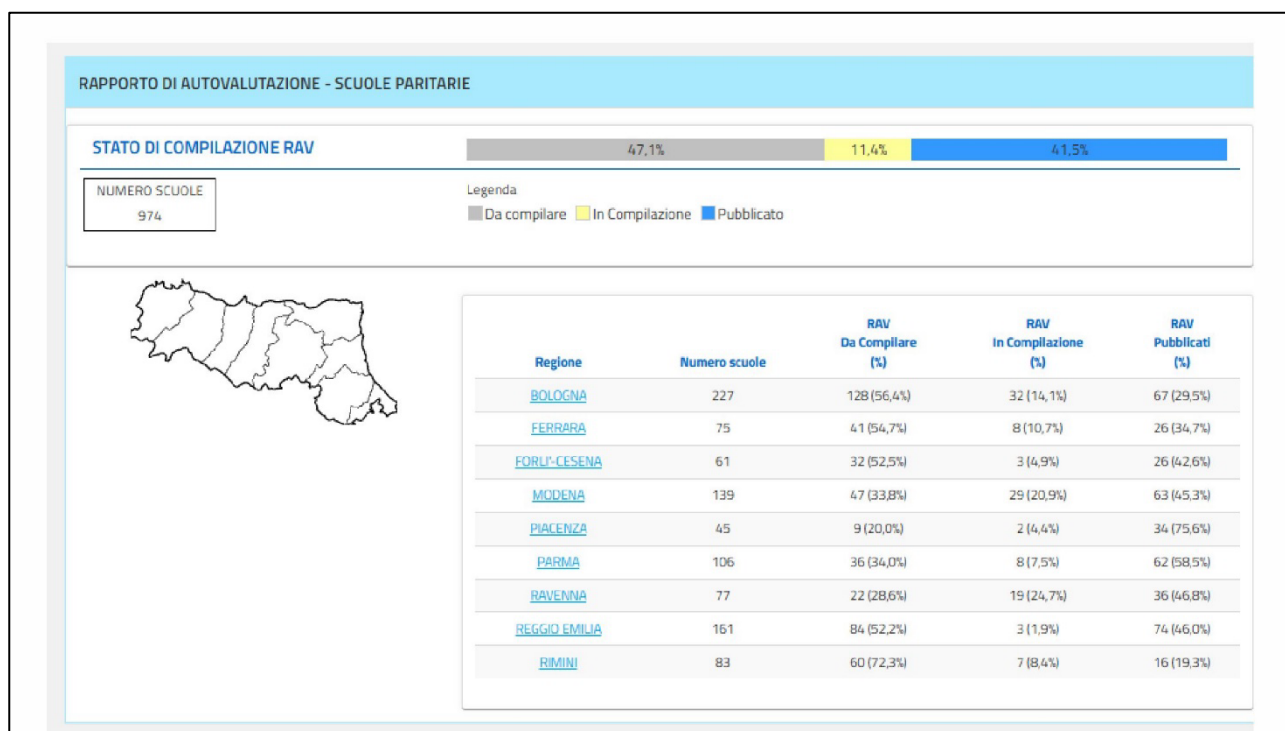 RAPPORTO DI AUTOVALUTAZIONE - SCUOLE PARITARIE
STATO DI COMPILAZIONE RAV
47,1% 11,4% 41,5%
NUMERO SCUOLE
974
Legenda
Da compilare In Compilazione Pubblicato
Regione Numero scuole RAV Da Compilare (%) RAV In Compilazione (%) RAV Pubblicati (%)
BOLOGNA 227 128 (56,4%) 32 (14,1%) 67 (29,5%)
FERRARA 75 41 (54,7%) 8 (10,7%) 26 (34,7%)
FORLI'-CESENA 61 32 (52,5%) 3 (4,9%) 26 (42,6%)
MODENA 139 47 (33,8%) 29 (20,9%) 63 (45,3%)
PIACENZA 45 9 (20,0%) 2 (4,4%) 34 (75,6%)
PARMA 106 36 (34,0%) 8 (7,5%) 62 (58,5%)
RAVENNA 77 22 (28,6%) 19 (24,7%) 36 (46,8%)
REGGIO EMILIA 161 84 (52,2%) 3 (1,9%) 74 (46,0%)
RIMINI 83 60 (72,3%) 7 (8,4%) 16 (19,3%)